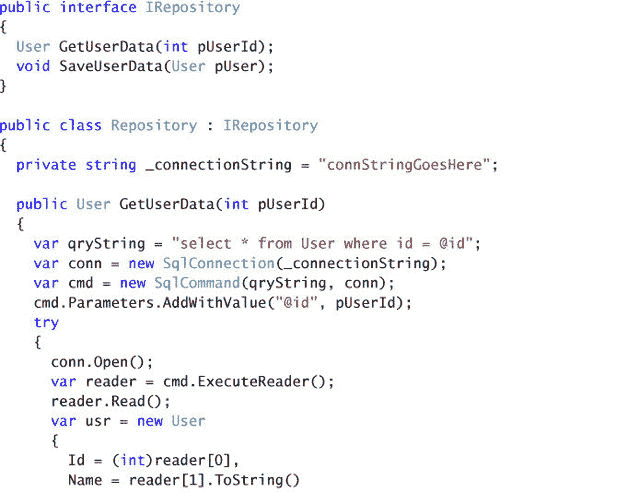 public interface IRepository
{
  User GetUserData(int pUserId);
  void SaveUserData(User pUser);
}

public class Repository : IRepository
{
  private string _connectionString = "connStringGoesHere";

  public User GetUserData(int pUserId)
  {
    var qryString = "select * from User where id = @id";
    var conn = new SqlConnection(_connectionString);
    var cmd = new SqlCommand(qryString, conn);
    cmd.Parameters.AddWithValue("@id", pUserId);
    try
    {
      conn.Open();
      var reader = cmd.ExecuteReader();
      reader.Read();
      var usr = new User
      {
        Id = (int)reader[0],
        Name = reader[1].ToString()